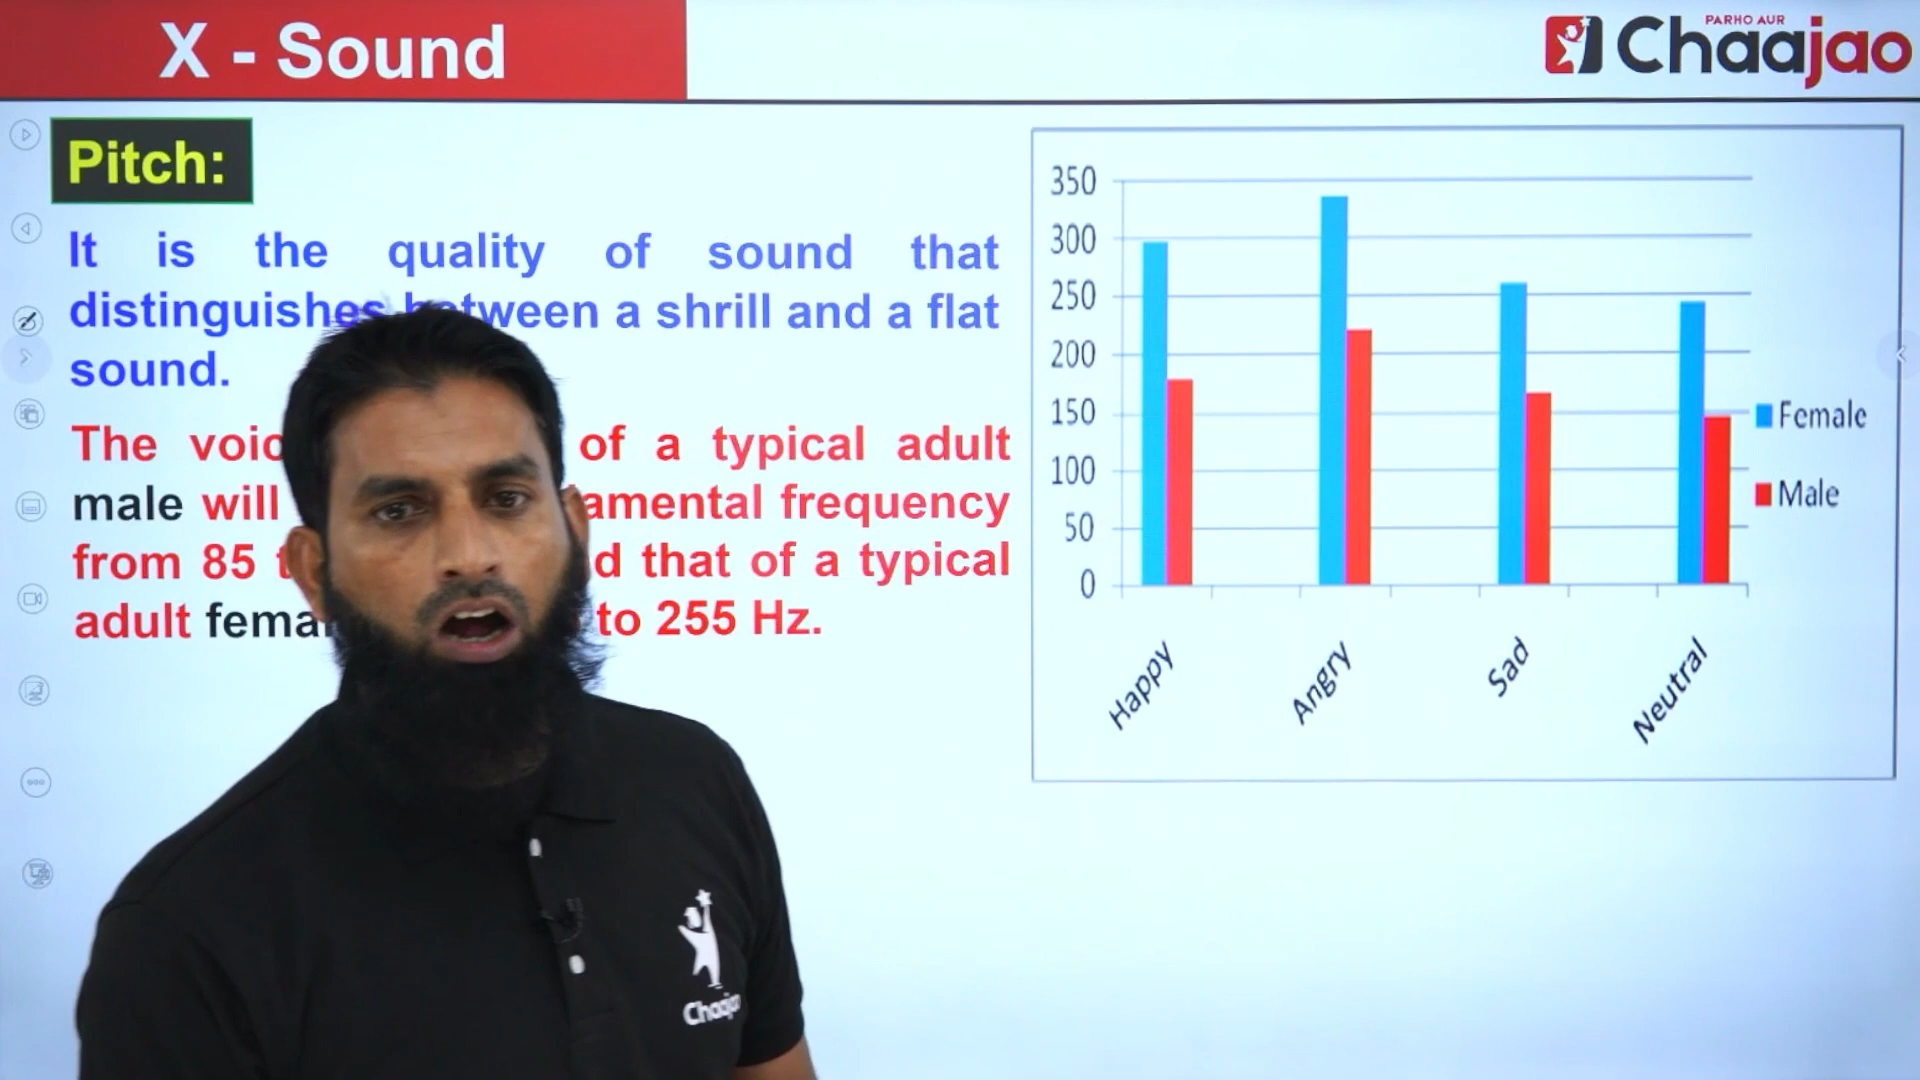 X - Sound
PARHO AUR
Chaajao
Pitch:
It is the quality of sound that
distinguishes between a shrill and a flat
sound.
The of a typical adult
male will frequency
from 85 that of a typical
adult to 255 Hz.
350
300
250
200
150
100
50
0
Happy
Angry
Sad
Neutral
Female
Male
Chaajao